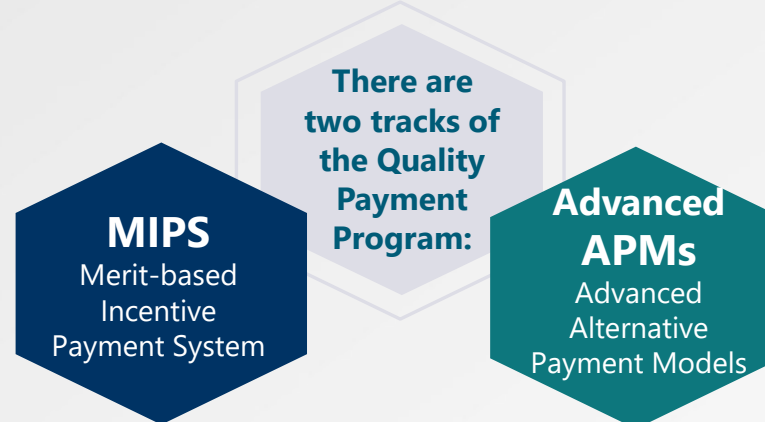 There are
two tracks of
the Quality
Payment
Program:
MIPS
Merit-based
Incentive
Payment System
Advanced
APMs
Advanced
Alternative
Payment Models